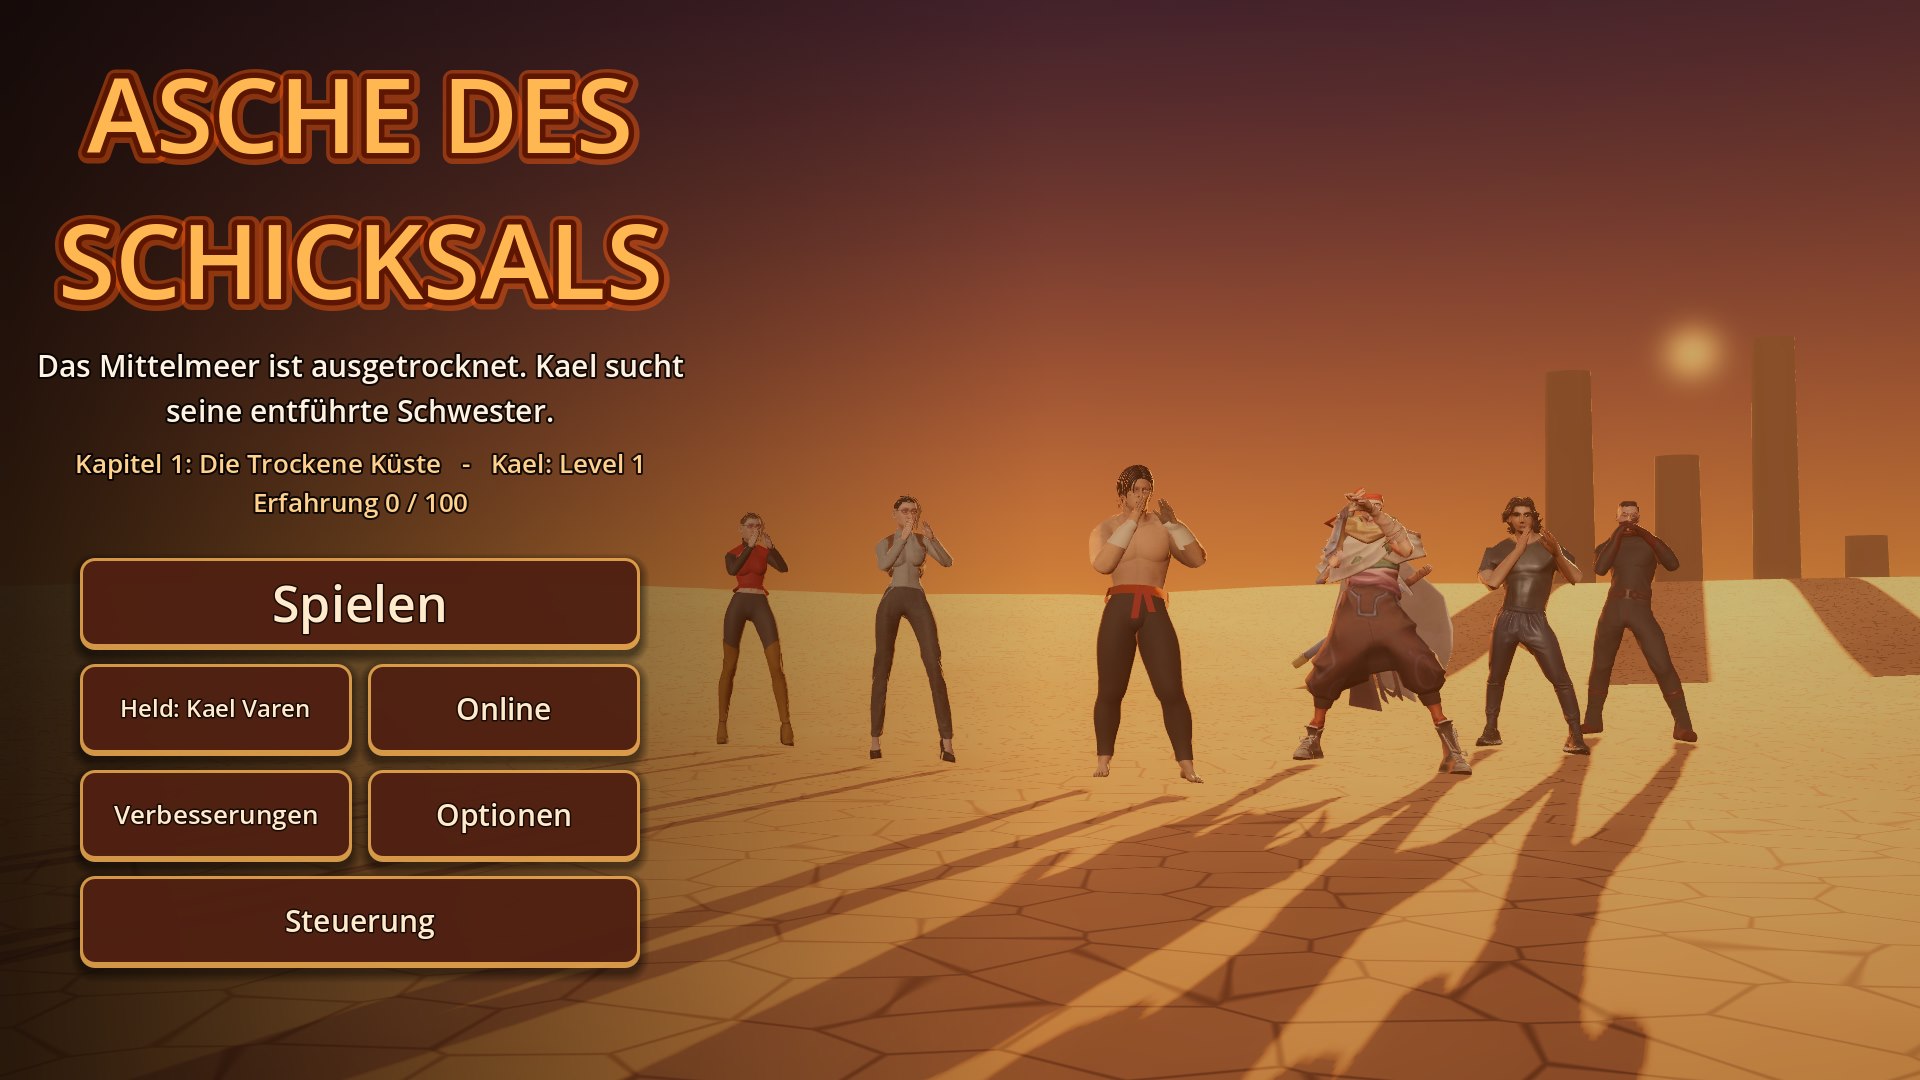 ASCHE DES
SCHICKSALS
Das Mittelmeer ist ausgetrocknet. Kael sucht
seine entführte Schwester.
Kapitel 1: Die Trockene Küste - Kael: Level 1
Erfahrung 0 / 100
Spielen
Held: Kael Varen
Online
Verbesserungen
Optionen
Steuerung